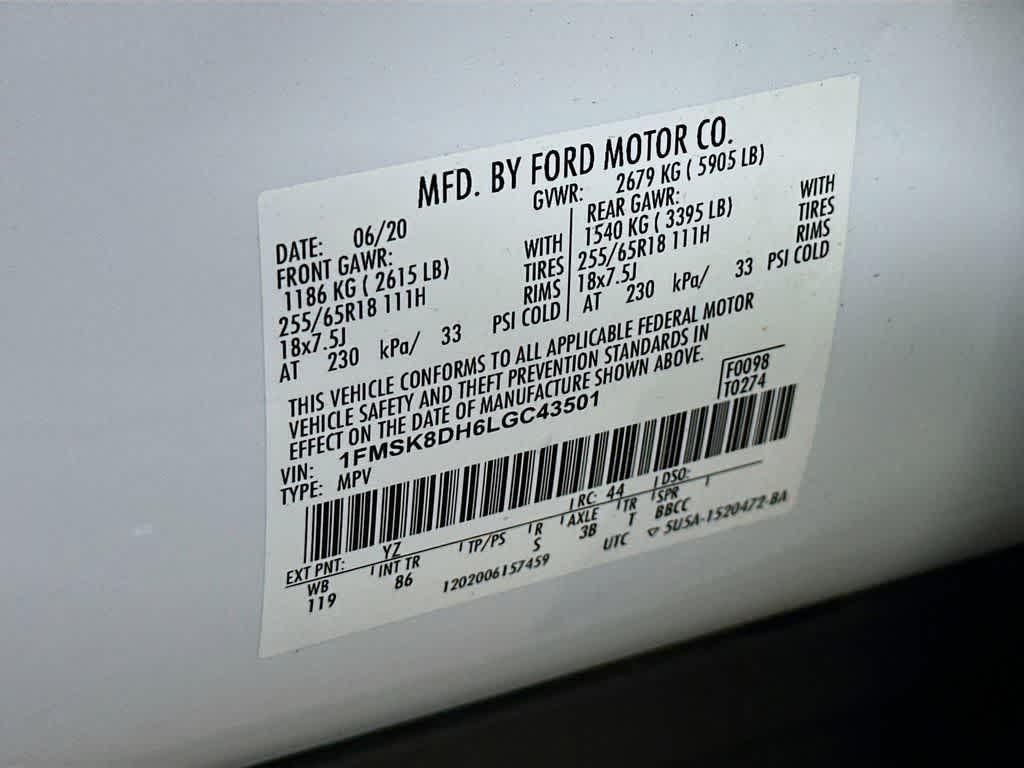 MFD. BY FORD MOTOR CO.
DATE: 06/20 GVWR: 2679 KG ( 5905 LB)
FRONT GAWR: REAR GAWR:
1186 KG ( 2615 LB) WITH 1540 KG ( 3395 LB) WITH
255/65R18 111H TIRES 255/65R18 111H TIRES
18x7.5J RIMS 18x7.5J RIMS
AT 230 kPa/ 33 PSI COLD AT 230 kPa/ 33 PSI COLD
THIS VEHICLE CONFORMS TO ALL APPLICABLE FEDERAL MOTOR
VEHICLE SAFETY AND THEFT PREVENTION STANDARDS IN
EFFECT ON THE DATE OF MANUFACTURE SHOWN ABOVE.
F0098
T0274
VIN: 1FMSK8DH6LGC43501
TYPE: MPV
EXT PNT: YZ RC: 44 DSO:
WB INT TR TP/PS R AXLE TR SPR
119 86 S 3B T BBCC
1202006157459 UTC ▽ 5U5A-1520472-BA